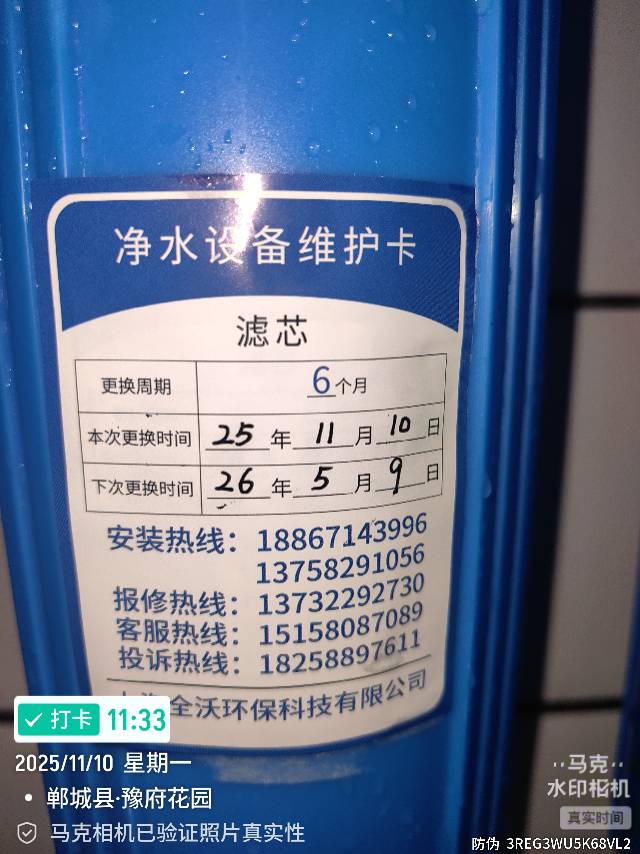 净水设备维护卡
滤芯
更换周期 6个月
本次更换时间 25年11月10日
下次更换时间 26年5月9日
安装热线：18867143996
13758291056
报修热线：13732292730
客服热线：15158087089
投诉热线：18258897611
全沃环保科技有限公司
打卡 11:33
2025/11/10 星期一
郸城县·豫府花园
马克相机已验证照片真实性
马克
水印相机
真实时间
防伪 3REG3WU5K68VL2